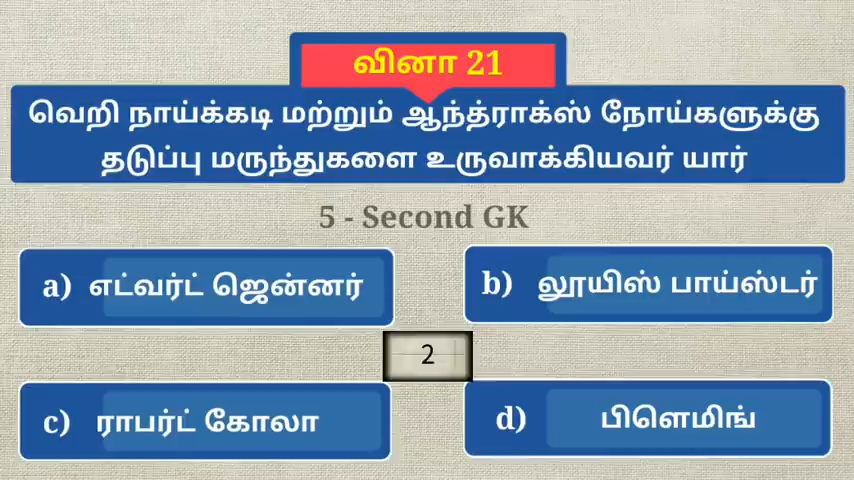 வினா 21
வெறி நாய்க்கடி மற்றும் ஆந்த்ராக்ஸ் நோய்களுக்கு
தடுப்பு மருந்துகளை உருவாக்கியவர் யார்
5 - Second GK
a) எட்வர்ட் ஜென்னர்
b) லூயிஸ் பாய்ஸ்டர்
2
c) ராபர்ட் கோலா
d) பிளெமிங்